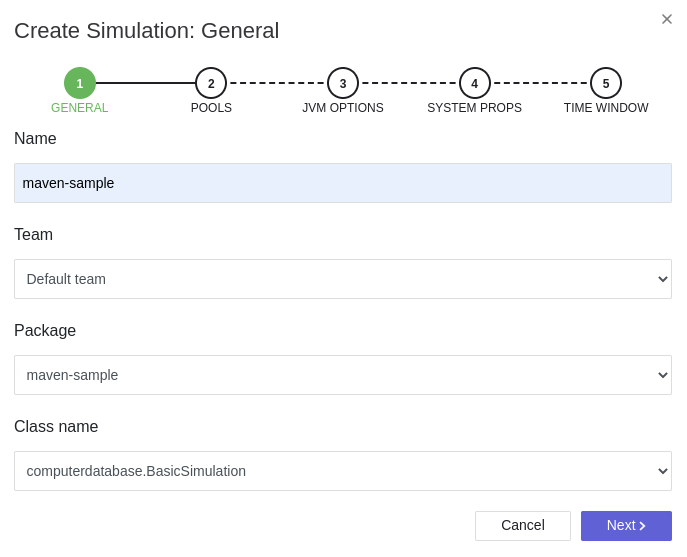 Create Simulation: General
×
1 2 3 4 5
GENERAL POOLS JVM OPTIONS SYSTEM PROPS TIME WINDOW
Name
maven-sample
Team
Default team
Package
maven-sample
Class name
computerdatabase.BasicSimulation
Cancel Next